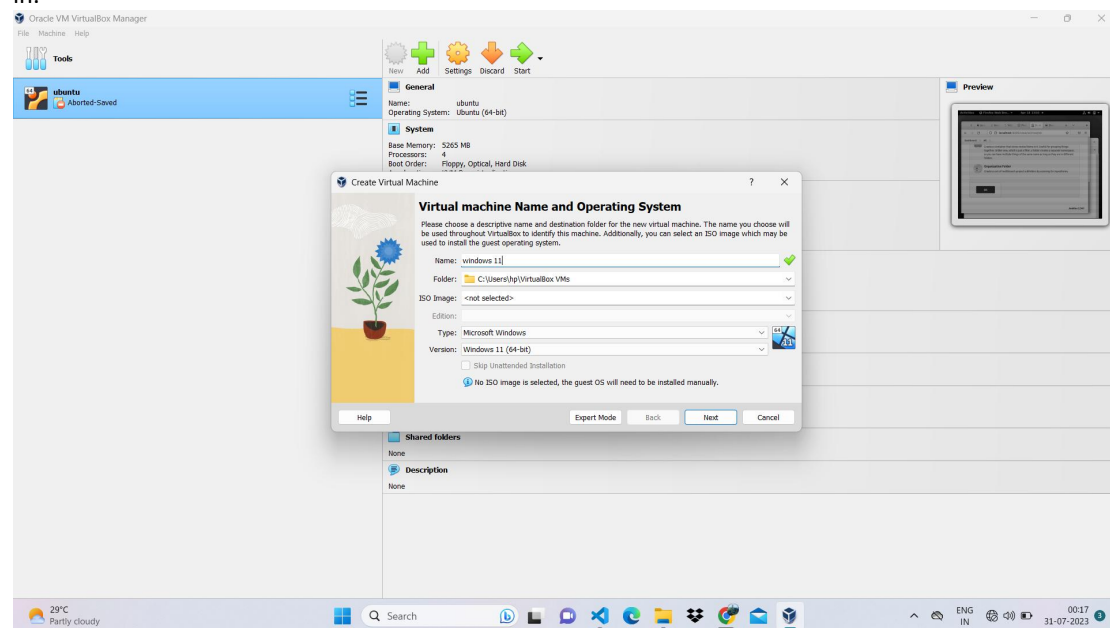 Oracle VM VirtualBox Manager
File Machine Help
Tools
New Add Settings Discard Start
ubuntu
Aborted-Saved
General
Name: ubuntu
Operating System: Ubuntu (64-bit)
System
Base Memory: 5265 MB
Processors: 4
Boot Order: Floppy, Optical, Hard Disk
Preview
Create Virtual Machine
Virtual machine Name and Operating System
Please choose a descriptive name and destination folder for the new virtual machine. The name you choose will
be used throughout VirtualBox to identify this machine. Additionally, you can select an ISO image which may be
used to install the guest operating system.
Name: windows 11
Folder: C:\Users\hp\VirtualBox VMs
ISO Image: <not selected>
Edition:
Type: Microsoft Windows
Version: Windows 11 (64-bit)
Skip Unattended Installation
No ISO image is selected, the guest OS will need to be installed manually.
Help Expert Mode Back Next Cancel
Shared folders
None
Description
None
29°C
Partly cloudy
Search
ENG
IN
00:17
31-07-2023
3